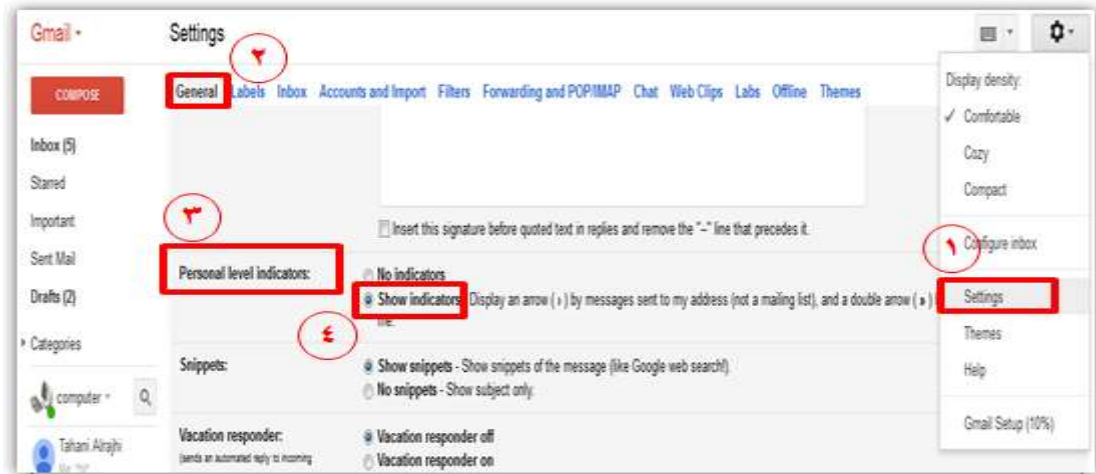 Gmail
Settings
٢
COMPOSE
General Labels Inbox Accounts and Import Filters Forwarding and POP/IMAP Chat Web Clips Labs Offline Themes
Display density:
✓ Comfortable
Cozy
Compact
Inbox (5)
Starred
Important
Sent Mail
Drafts (2)
Categories
computer
Tahani Alrajhi
٣
Insert this signature before quoted text in replies and remove the "--" line that precedes it.
١
Configure inbox
Settings
Themes
Help
Gmail Setup (10%)
Personal level indicators:
No indicators
Show indicators Display an arrow ( › ) by messages sent to my address (not a mailing list), and a double arrow ( » )
me.
٤
Snippets:
Show snippets - Show snippets of the message (like Google web search!).
No snippets - Show subject only.
Vacation responder:
(sends an automated reply to incoming
Vacation responder off
Vacation responder on